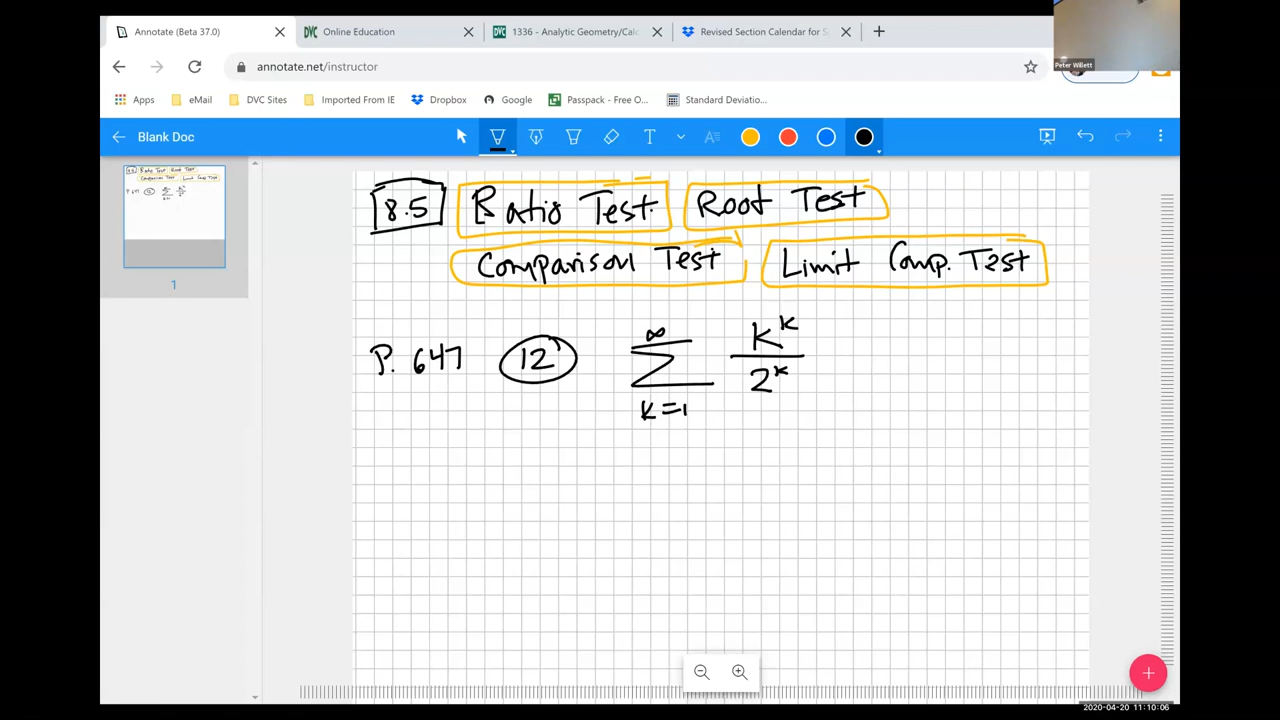 Annotate (Beta 37.0)
Online Education
1336 - Analytic Geometry/Calc
Revised Section Calendar for S
annotate.net/instructor
Peter Willett
Apps
eMail
DVC Sites
Imported From IE
Dropbox
Google
Passpack - Free O...
Standard Deviatio...
Blank Doc
T
1
8.5 Ratio Test Root Test
Comparison Test Limit Comp. Test
P. 647 12 ∞ Σ k=1 k^k / 2^k
2020-04-20 11:10:06